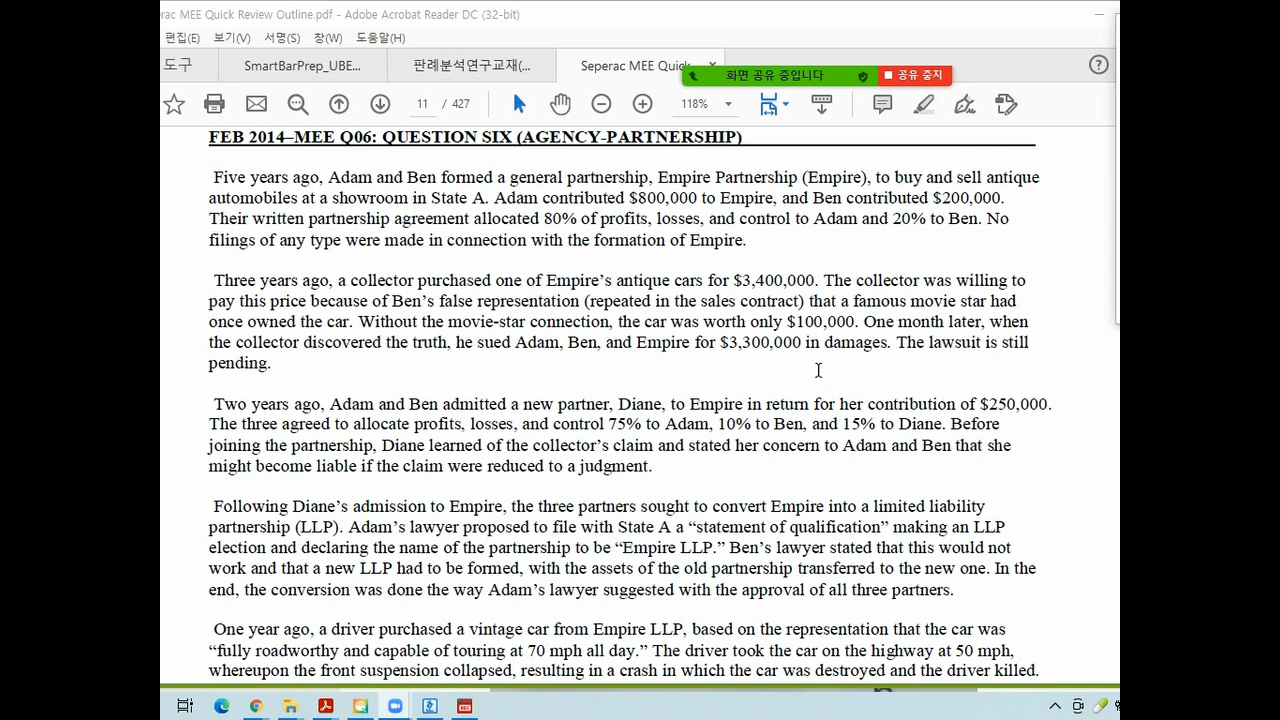 erac MEE Quick Review Outline.pdf - Adobe Acrobat Reader DC (32-bit)
편집(E) 보기(V) 서명(S) 창(W) 도움말(H)
도구 SmartBarPrep_UBE... 판례분석연구교재(... Seperac MEE Quick
화면 공유 중입니다 공유 중지
11 / 427 118%
FEB 2014–MEE Q06: QUESTION SIX (AGENCY-PARTNERSHIP)
Five years ago, Adam and Ben formed a general partnership, Empire Partnership (Empire), to buy and sell antique
automobiles at a showroom in State A. Adam contributed $800,000 to Empire, and Ben contributed $200,000.
Their written partnership agreement allocated 80% of profits, losses, and control to Adam and 20% to Ben. No
filings of any type were made in connection with the formation of Empire.
Three years ago, a collector purchased one of Empire’s antique cars for $3,400,000. The collector was willing to
pay this price because of Ben’s false representation (repeated in the sales contract) that a famous movie star had
once owned the car. Without the movie-star connection, the car was worth only $100,000. One month later, when
the collector discovered the truth, he sued Adam, Ben, and Empire for $3,300,000 in damages. The lawsuit is still
pending.
Two years ago, Adam and Ben admitted a new partner, Diane, to Empire in return for her contribution of $250,000.
The three agreed to allocate profits, losses, and control 75% to Adam, 10% to Ben, and 15% to Diane. Before
joining the partnership, Diane learned of the collector’s claim and stated her concern to Adam and Ben that she
might become liable if the claim were reduced to a judgment.
Following Diane’s admission to Empire, the three partners sought to convert Empire into a limited liability
partnership (LLP). Adam’s lawyer proposed to file with State A a “statement of qualification” making an LLP
election and declaring the name of the partnership to be “Empire LLP.” Ben’s lawyer stated that this would not
work and that a new LLP had to be formed, with the assets of the old partnership transferred to the new one. In the
end, the conversion was done the way Adam’s lawyer suggested with the approval of all three partners.
One year ago, a driver purchased a vintage car from Empire LLP, based on the representation that the car was
“fully roadworthy and capable of touring at 70 mph all day.” The driver took the car on the highway at 50 mph,
whereupon the front suspension collapsed, resulting in a crash in which the car was destroyed and the driver killed.